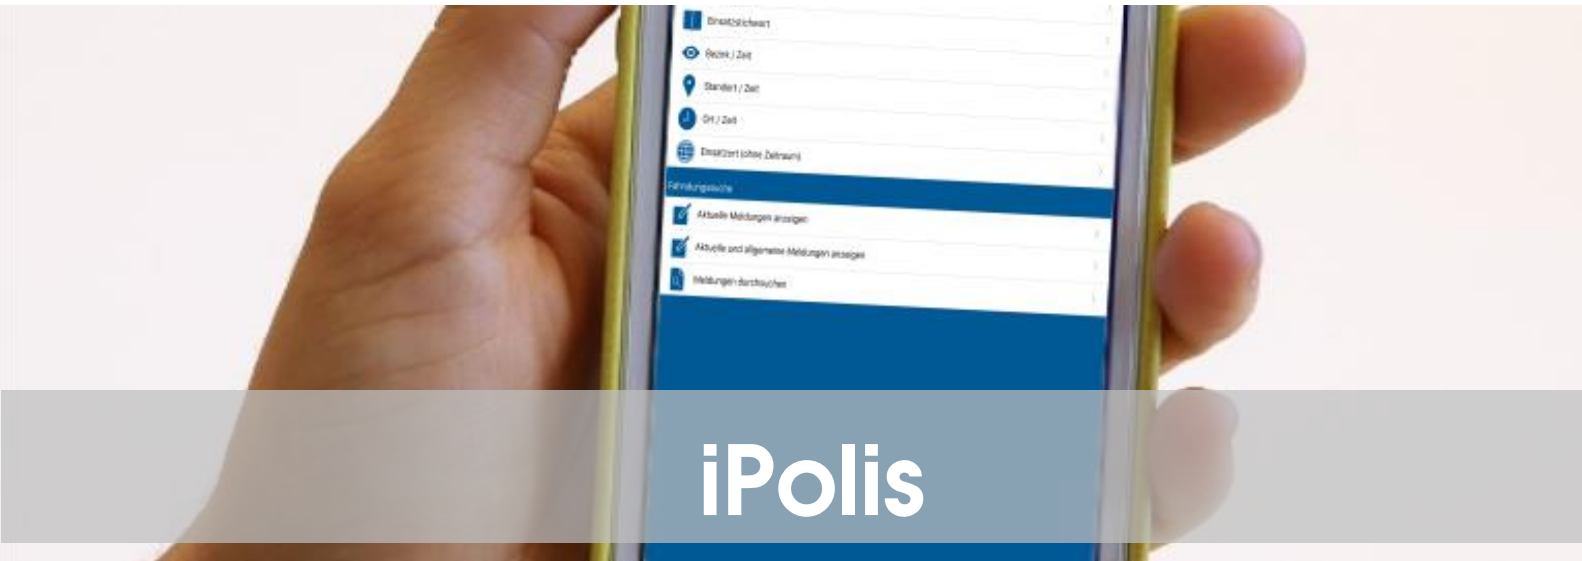 Einsatzstichwort
Bezirk / Zeit
Standort / Zeit
Ort / Zeit
Einsatzort (ohne Zeitraum)
Fahndungssuche
Aktuelle Meldungen anzeigen
Aktuelle und allgemeine Meldungen anzeigen
Meldungen durchsuchen
iPolis